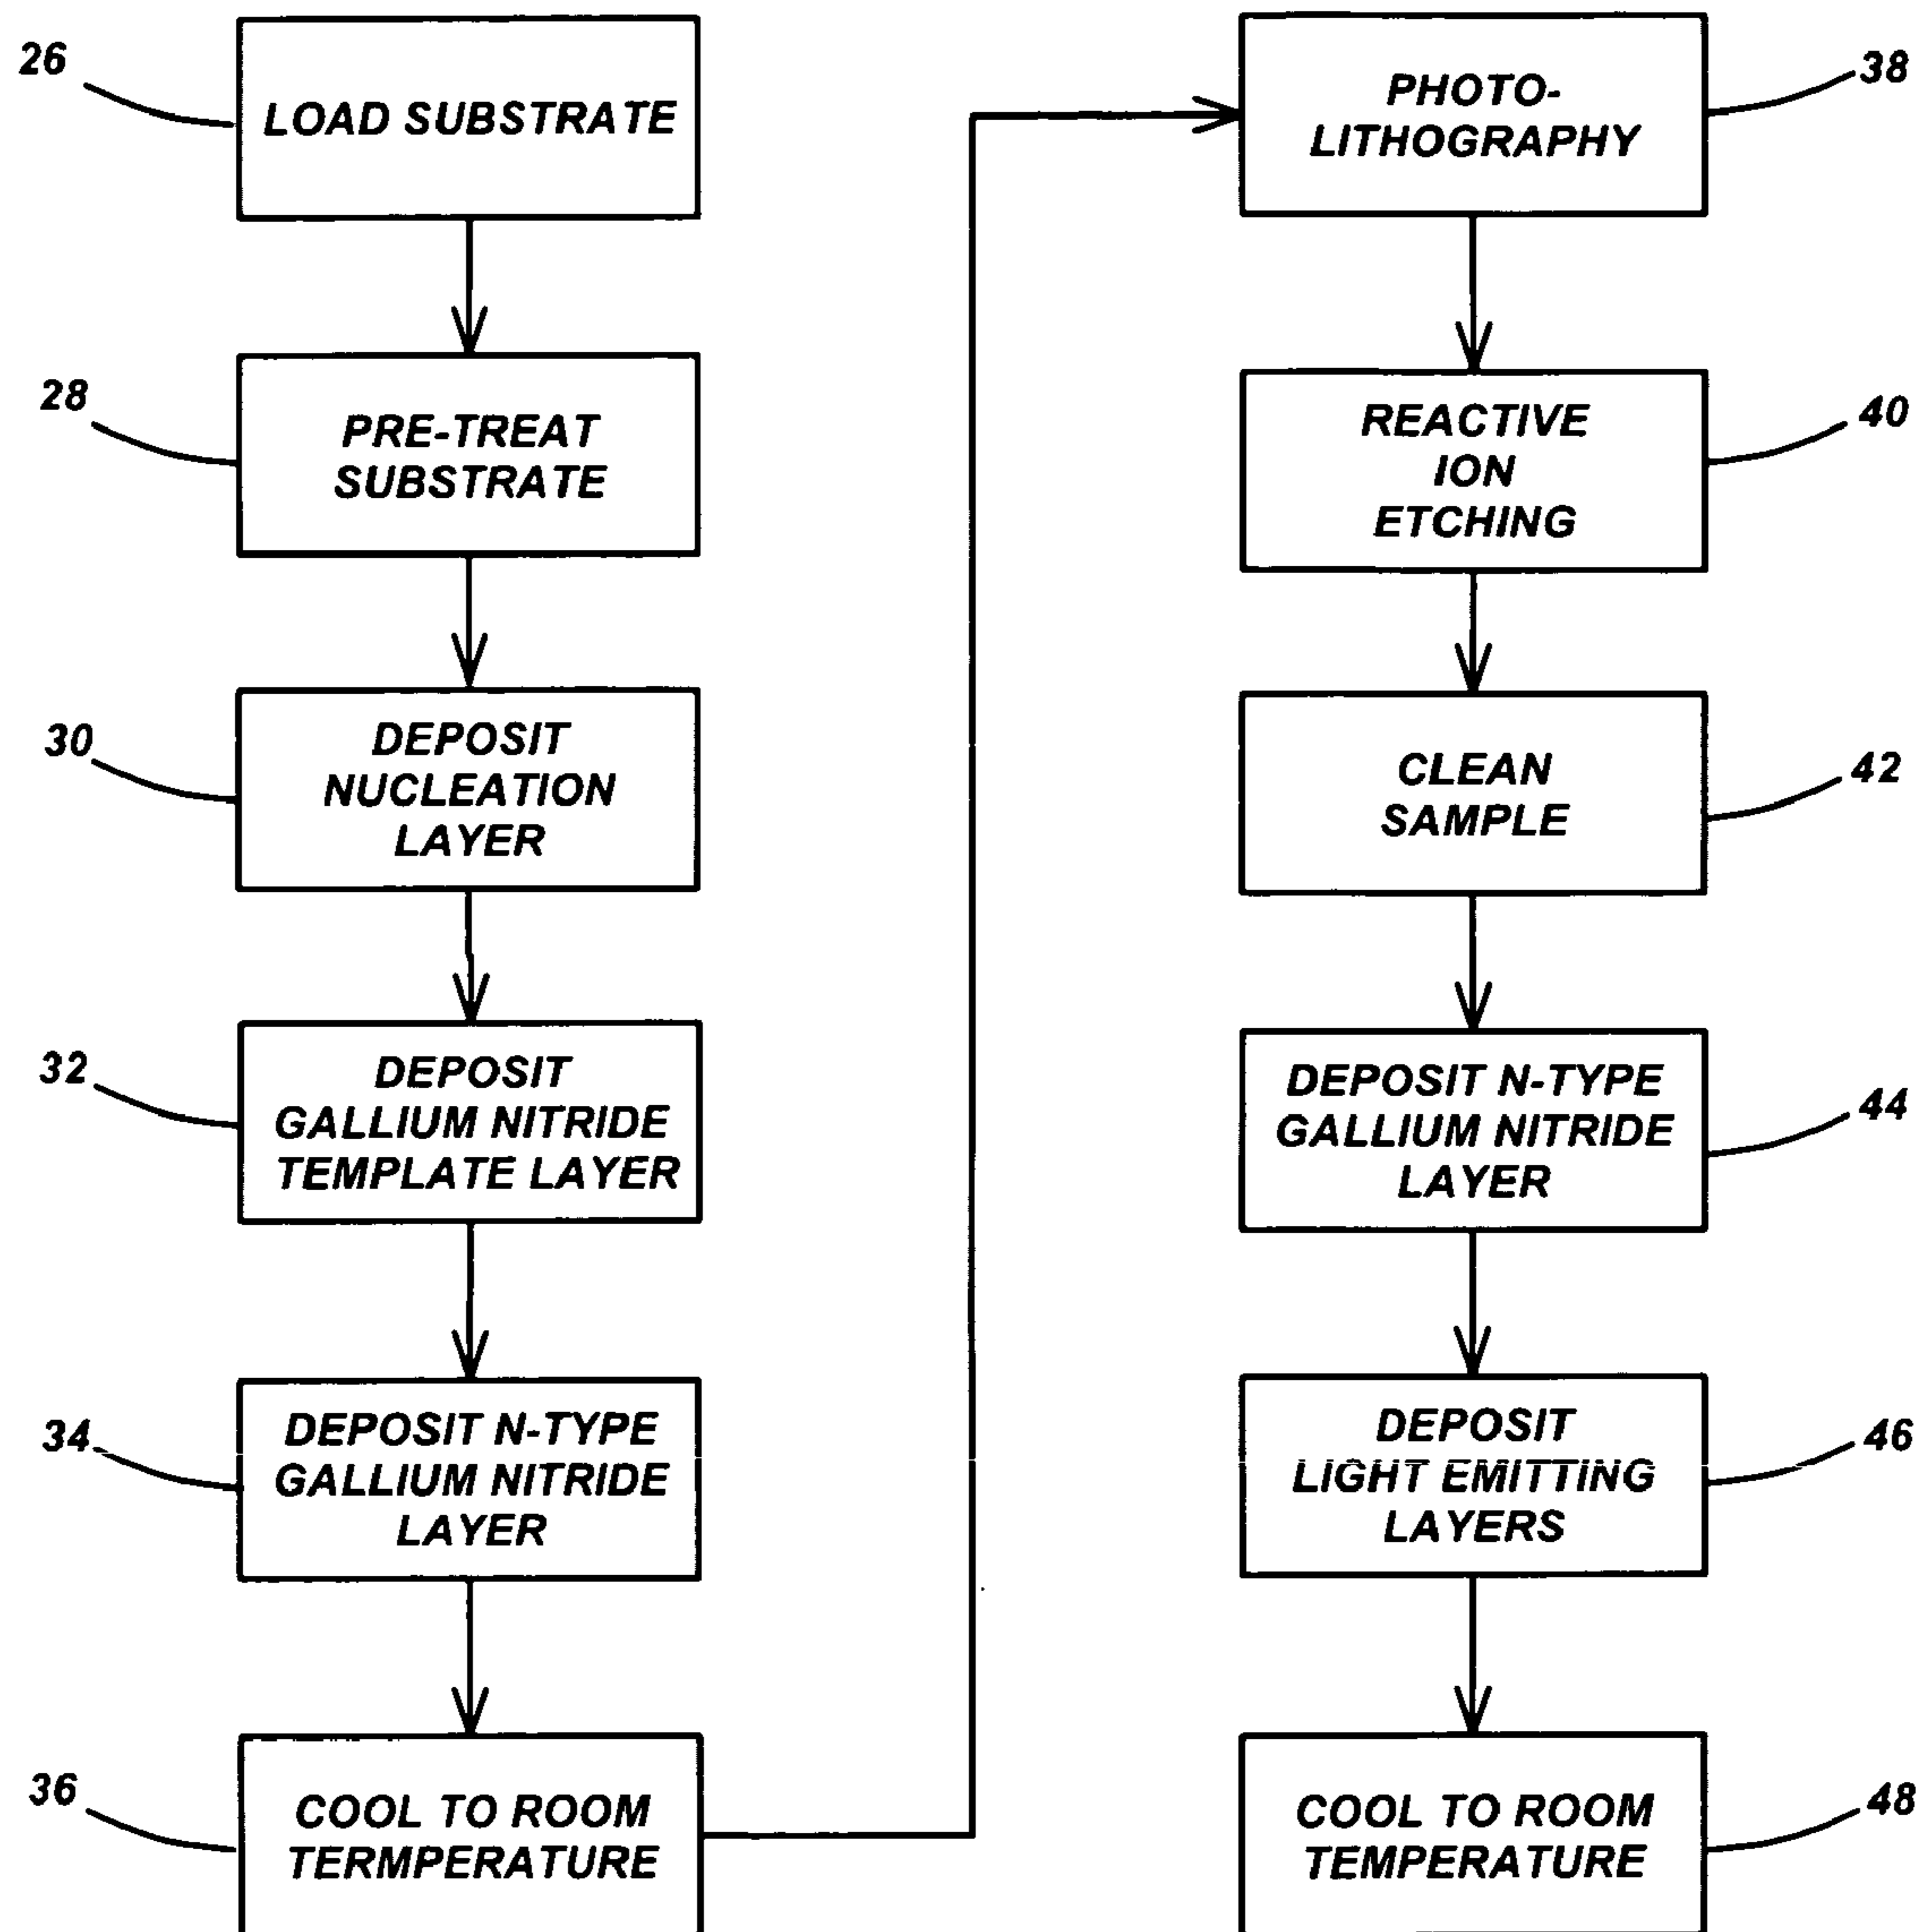 26
LOAD SUBSTRATE
28
PRE-TREAT
SUBSTRATE
30
DEPOSIT
NUCLEATION
LAYER
32
DEPOSIT
GALLIUM NITRIDE
TEMPLATE LAYER
34
DEPOSIT N-TYPE
GALLIUM NITRIDE
LAYER
36
COOL TO ROOM
TERMPERATURE
PHOTO-
LITHOGRAPHY
38
REACTIVE
ION
ETCHING
40
CLEAN
SAMPLE
42
DEPOSIT N-TYPE
GALLIUM NITRIDE
LAYER
44
DEPOSIT
LIGHT EMITTING
LAYERS
46
COOL TO ROOM
TEMPERATURE
48